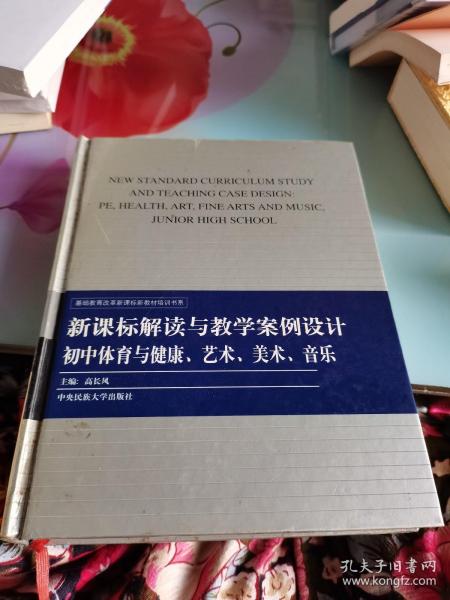 NEW STANDARD CURRICULUM STUDY
AND TEACHING CASE DESIGN:
PE, HEALTH, ART, FINE ARTS AND MUSIC,
JUNIOR HIGH SCHOOL
基础教育改革新课标新教材培训书系
新课标解读与教学案例设计
初中体育与健康、艺术、美术、音乐
主编: 高长风
中央民族大学出版社
孔夫子旧书网
www.kongfz.com